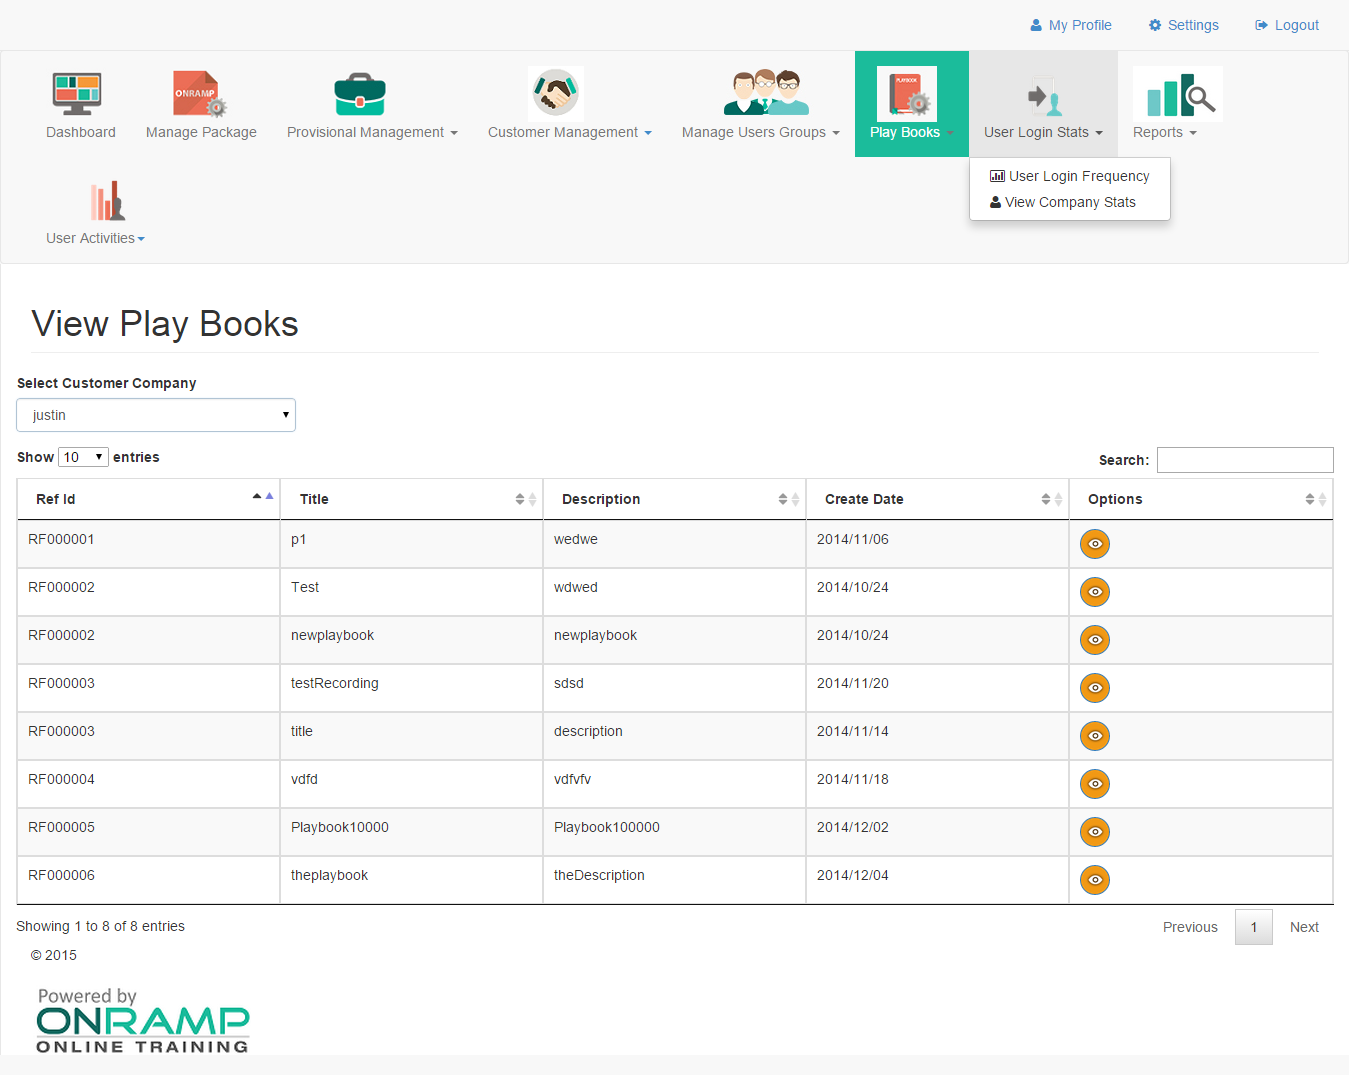 My Profile Settings Logout
ONRAMP
PLAYBOOK
Dashboard Manage Package Provisional Management Customer Management Manage Users Groups Play Books User Login Stats Reports
User Login Frequency
View Company Stats
User Activities
View Play Books
Select Customer Company
justin
Show 10 entries Search:
Ref Id Title Description Create Date Options
RF000001 p1 wedwe 2014/11/06
RF000002 Test wdwed 2014/10/24
RF000002 newplaybook newplaybook 2014/10/24
RF000003 testRecording sdsd 2014/11/20
RF000003 title description 2014/11/14
RF000004 vdfd vdfvfv 2014/11/18
RF000005 Playbook10000 Playbook100000 2014/12/02
RF000006 theplaybook theDescription 2014/12/04
Showing 1 to 8 of 8 entries Previous 1 Next
© 2015
Powered by
ONRAMP
ONLINE TRAINING